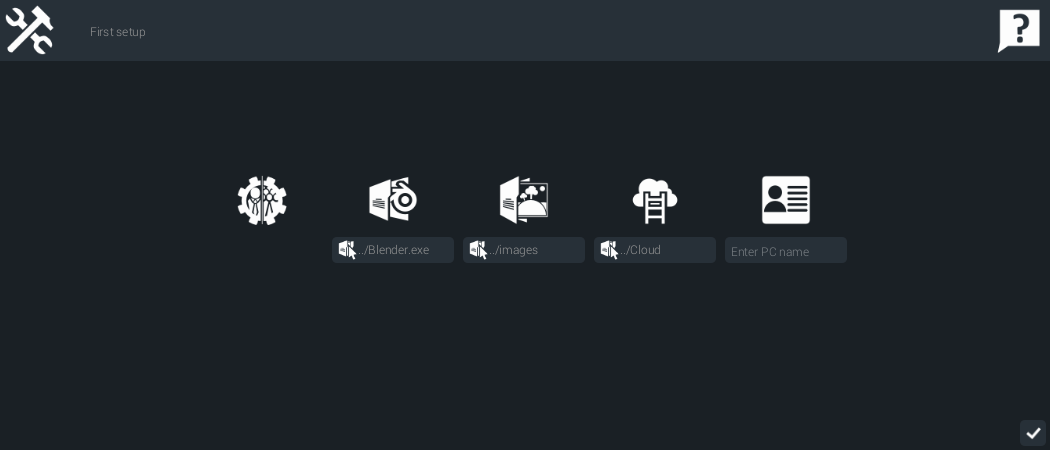 First setup
.../Blender.exe
.../images
.../Cloud
Enter PC name